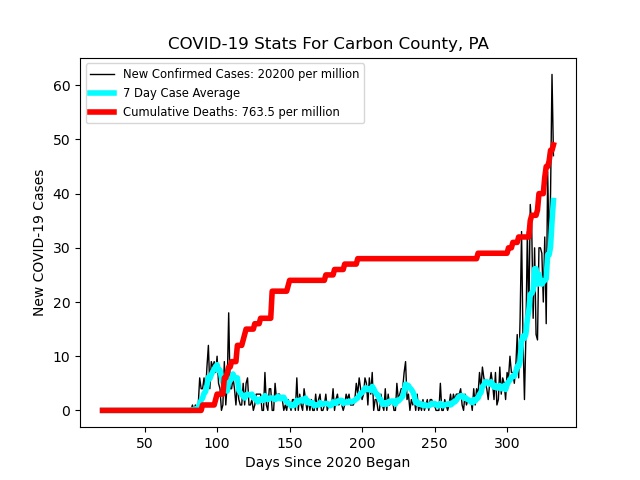 COVID-19 Stats For Carbon County, PA
New Confirmed Cases: 20200 per million
7 Day Case Average
Cumulative Deaths: 763.5 per million
New COVID-19 Cases
60
50
40
30
20
10
0
50 100 150 200 250 300
Days Since 2020 Began